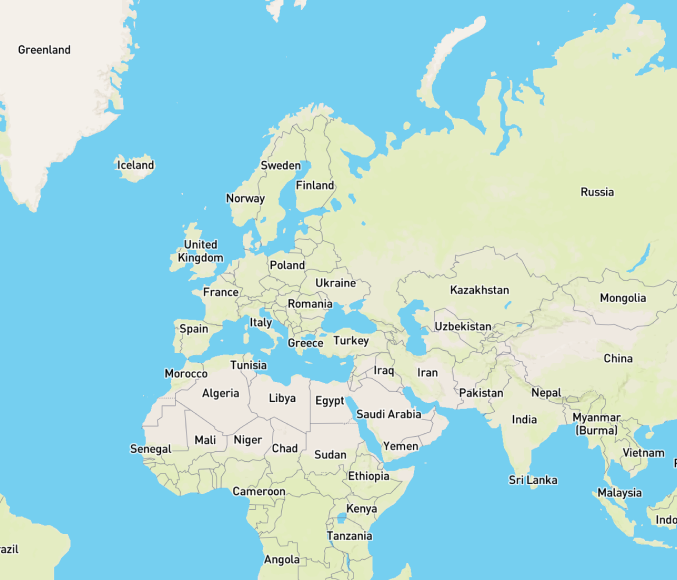 Greenland
Iceland
Sweden
Finland
Norway
Russia
United
Kingdom
Poland
Ukraine
France
Kazakhstan
Mongolia
Romania
Spain
Italy
Uzbekistan
Greece
Turkey
China
Tunisia
Morocco
Iraq
Iran
Algeria
Libya
Egypt
Pakistan
Nepal
Saudi Arabia
India
Myanmar
(Burma)
Mali
Niger
Senegal
Chad
Sudan
Yemen
Vietnam
Ethiopia
Sri Lanka
Cameroon
Malaysia
Kenya
Indo
Tanzania
azil
Angola